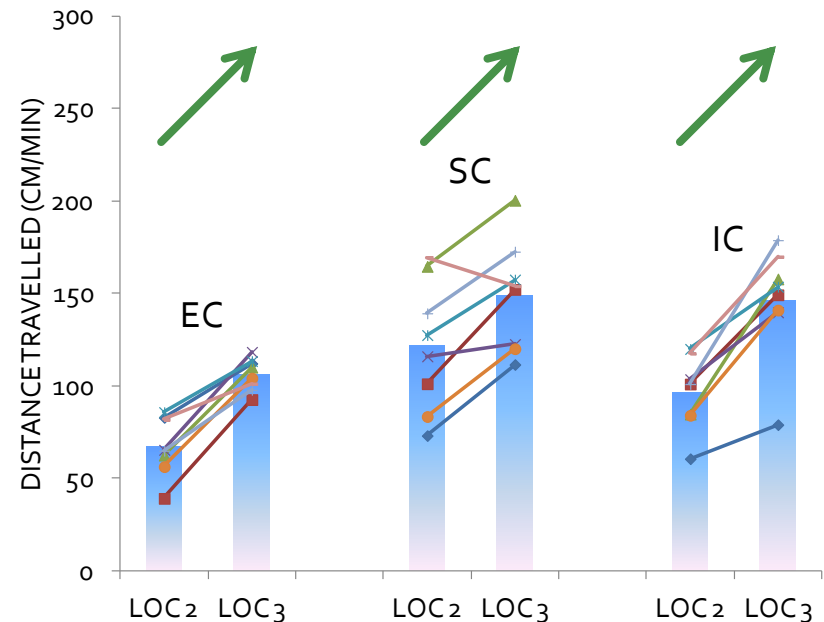 DISTANCE TRAVELLED (CM/MIN)
300
250
200
150
100
50
0
EC
SC
IC
LOC2 LOC3 LOC2 LOC3 LOC2 LOC3